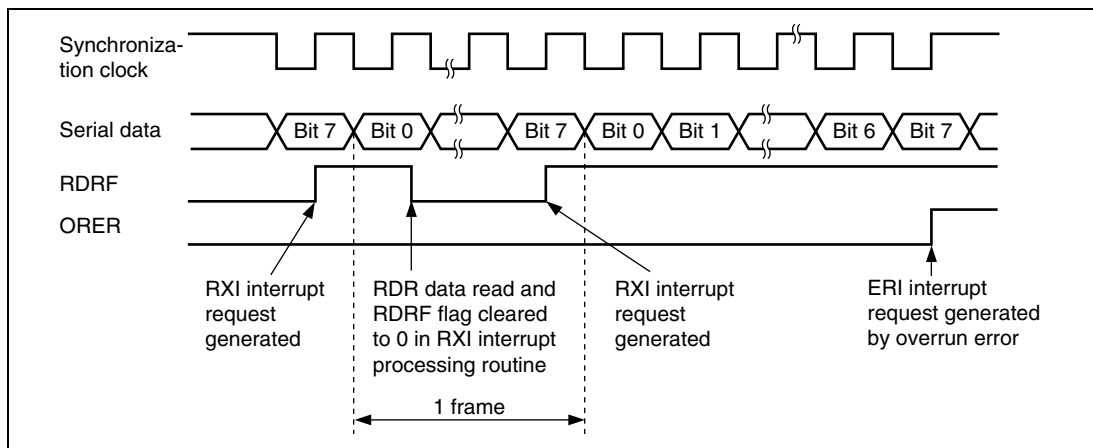 Synchroniza-
tion clock
Serial data
Bit 7
Bit 0
Bit 7
Bit 0
Bit 1
Bit 6
Bit 7
RDRF
ORER
RXI interrupt
request
generated
RDR data read and
RDRF flag cleared
to 0 in RXI interrupt
processing routine
RXI interrupt
request
generated
ERI interrupt
request generated
by overrun error
1 frame